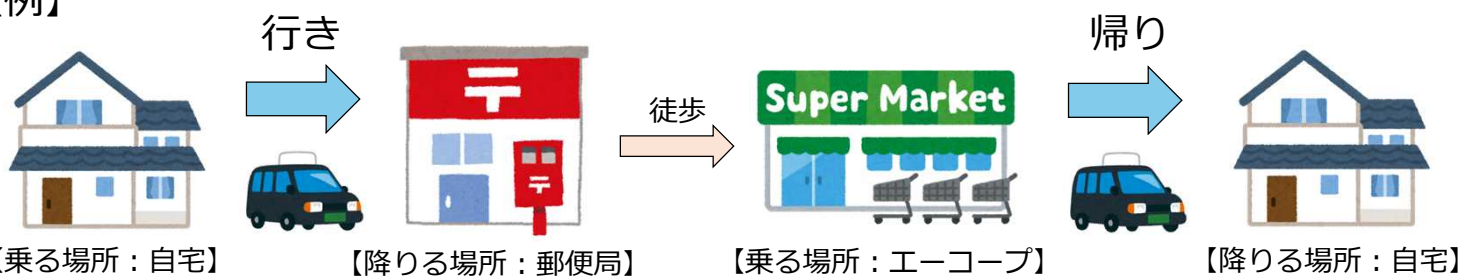 例】
行き
帰り
徒歩
Super Market
〒
〒
乗る場所：自宅】
【降りる場所：郵便局】
【乗る場所：エーコープ】
【降りる場所：自宅】